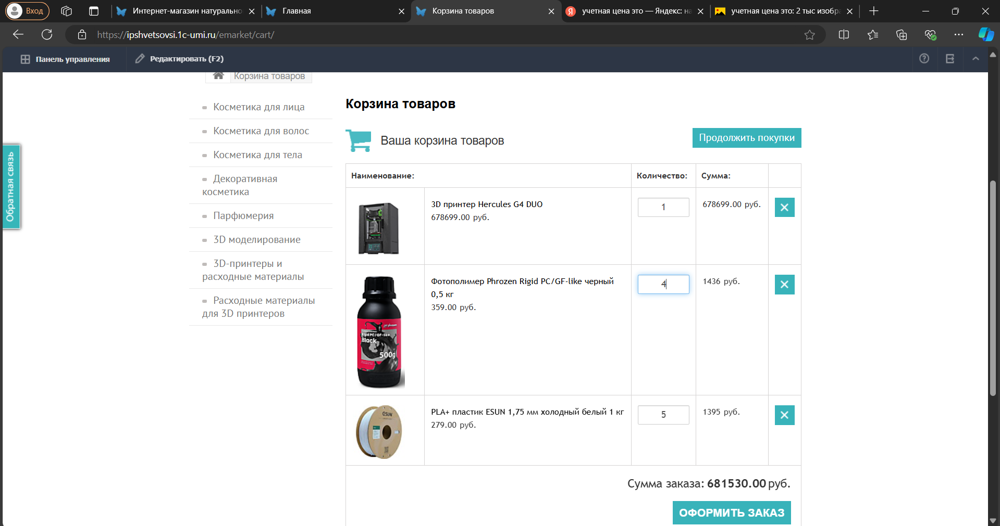 Вход
Интернет-магазин натурально
Главная
Корзина товаров
учетная цена это — Яндекс: на
учетная цена это: 2 тыс изобра
https://ipshvetsovsi.1c-umi.ru/emarket/cart/
Панель управления
Редактировать (F2)
Корзина товаров
Обратная связь
Косметика для лица
Косметика для волос
Косметика для тела
Декоративная
косметика
Парфюмерия
3D моделирование
3D-принтеры и
расходные материалы
Расходные материалы
для 3D принтеров
Корзина товаров
Ваша корзина товаров
Продолжить покупки
Наименование: Количество: Сумма:
3D принтер Hercules G4 DUO
678699.00 руб.
1
678699.00 руб.
phrozen
Rigid PC/GF-like
Black
500g
Фотополимер Phrozen Rigid PC/GF-like черный
0,5 кг
359.00 руб.
4
1436 руб.
eSUN
PLA+ пластик ESUN 1,75 мм холодный белый 1 кг
279.00 руб.
5
1395 руб.
Сумма заказа: 681530.00 руб.
ОФОРМИТЬ ЗАКАЗ